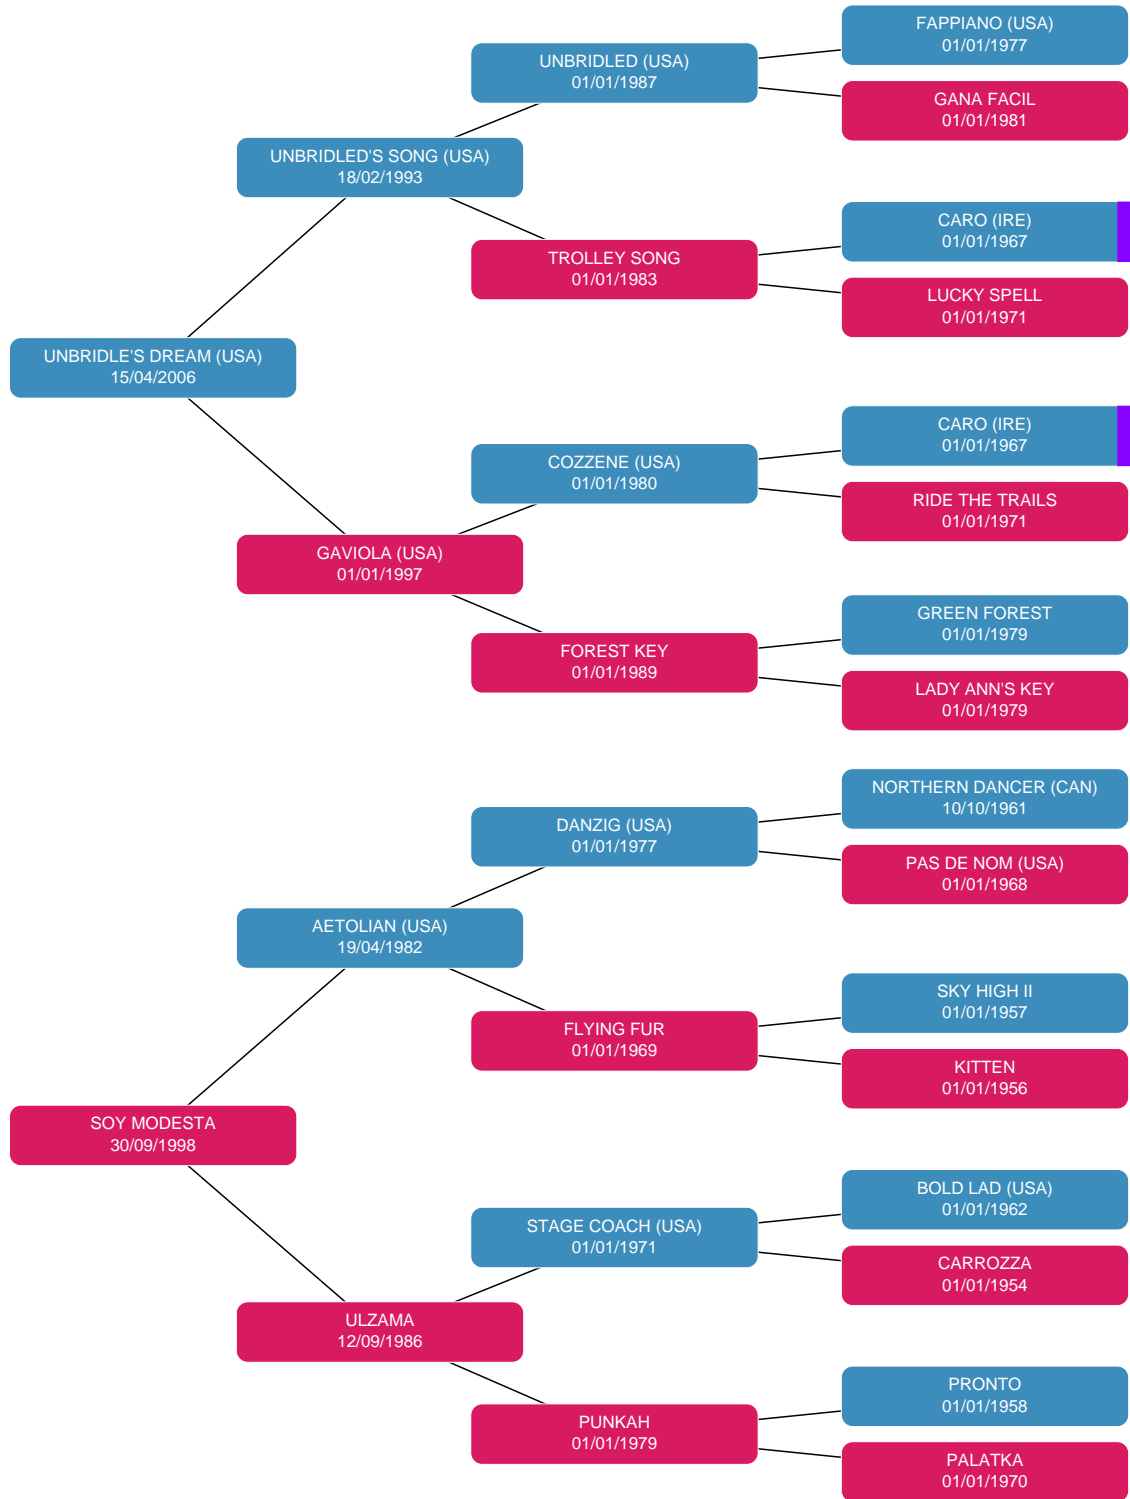 FAPPIANO (USA)
01/01/1977
UNBRIDLED (USA)
01/01/1987
GANA FACIL
01/01/1981
UNBRIDLED'S SONG (USA)
18/02/1993
CARO (IRE)
01/01/1967
TROLLEY SONG
01/01/1983
LUCKY SPELL
01/01/1971
UNBRIDLE'S DREAM (USA)
15/04/2006
CARO (IRE)
01/01/1967
COZZENE (USA)
01/01/1980
RIDE THE TRAILS
01/01/1971
GAVIOLA (USA)
01/01/1997
GREEN FOREST
01/01/1979
FOREST KEY
01/01/1989
LADY ANN'S KEY
01/01/1979
NORTHERN DANCER (CAN)
10/10/1961
DANZIG (USA)
01/01/1977
PAS DE NOM (USA)
01/01/1968
AETOLIAN (USA)
19/04/1982
SKY HIGH II
01/01/1957
FLYING FUR
01/01/1969
KITTEN
01/01/1956
SOY MODESTA
30/09/1998
BOLD LAD (USA)
01/01/1962
STAGE COACH (USA)
01/01/1971
CARROZZA
01/01/1954
ULZAMA
12/09/1986
PRONTO
01/01/1958
PUNKAH
01/01/1979
PALATKA
01/01/1970